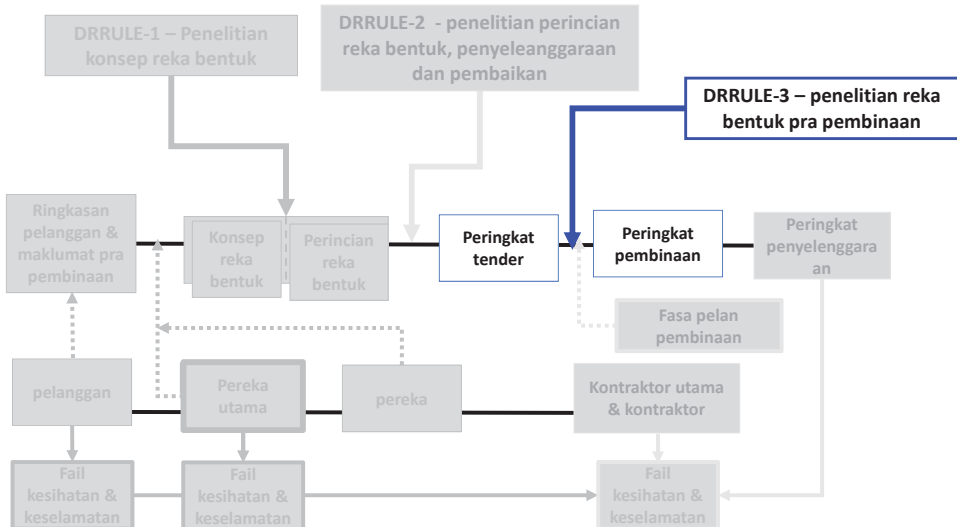 DRRULE-1 – Penelitian
konsep reka bentuk
DRRULE-2 - penelitian perincian
reka bentuk, penyeleanggaraan
dan pembaikan
DRRULE-3 – penelitian reka
bentuk pra pembinaan
Ringkasan
pelanggan &
maklumat pra
pembinaan
Konsep
reka
bentuk
Perincian
reka
bentuk
Peringkat
tender
Peringkat
pembinaan
Peringkat
penyelenggara
an
Fasa pelan
pembinaan
pelanggan
Pereka
utama
pereka
Kontraktor utama
& kontraktor
Fail
kesihatan &
keselamatan
Fail
kesihatan &
keselamatan
Fail
kesihatan &
keselamatan